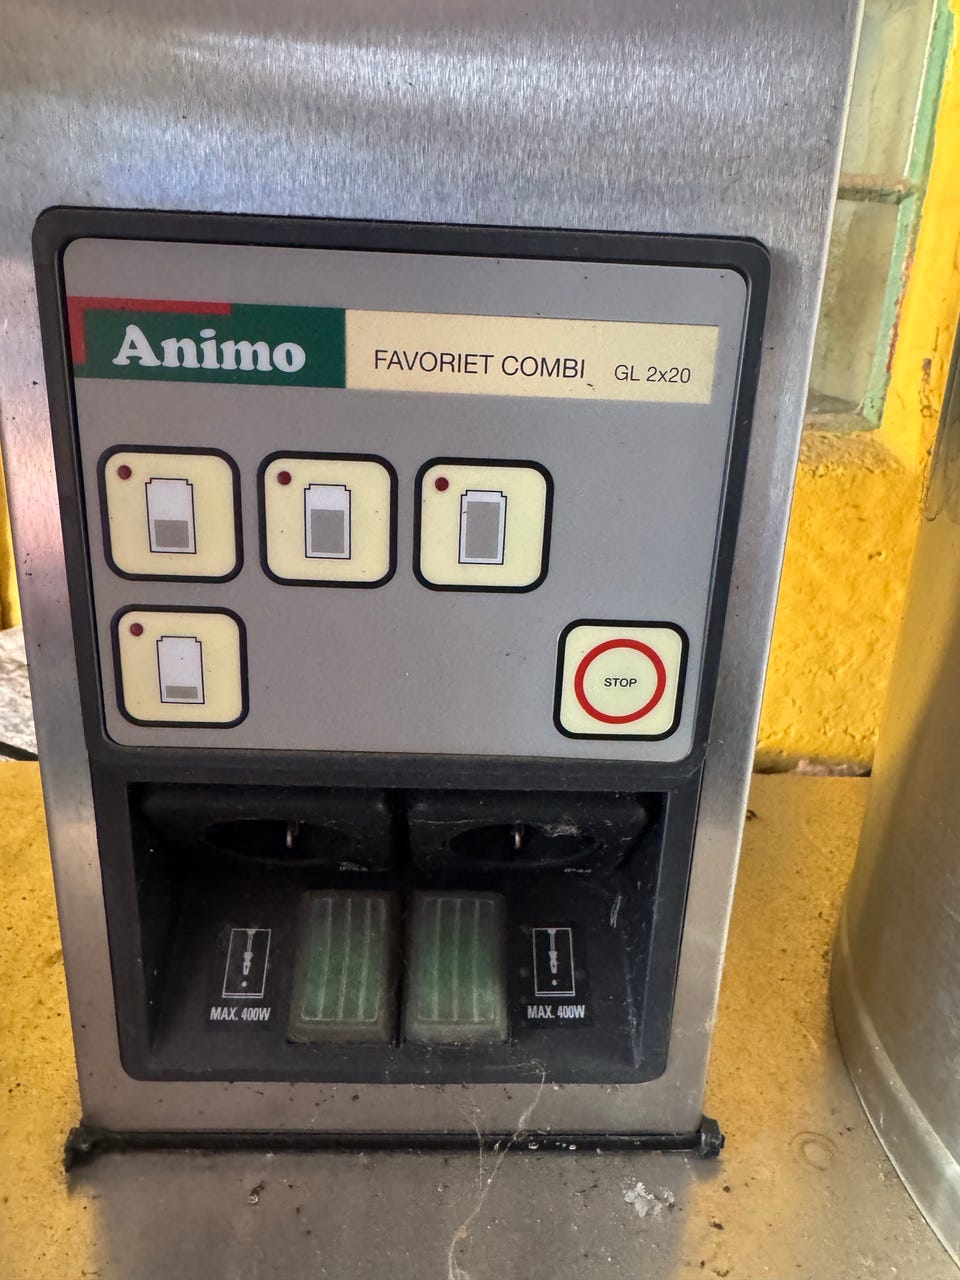 Animo
FAVORIET COMBI GL 2x20
STOP
MAX. 400W
MAX. 400W